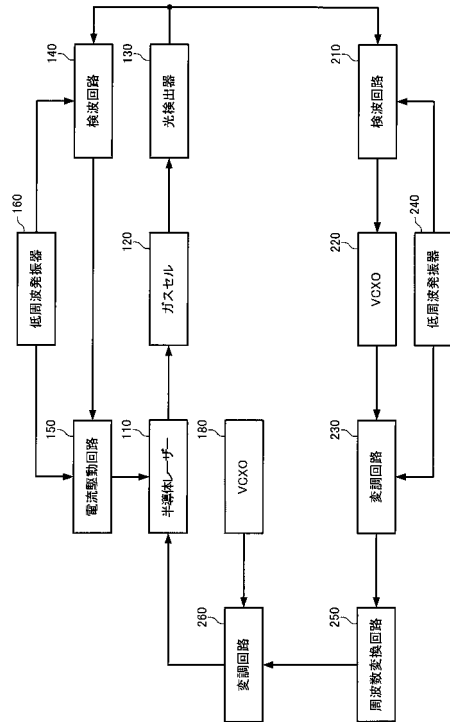 160
低周波発振器
140
検波回路
150
電流駆動回路
130
光検出器
120
ガスセル
110
半導体レーザー
180
VCXO
260
変調回路
210
検波回路
220
VCXO
230
変調回路
250
周波数変換回路
240
低周波発振器